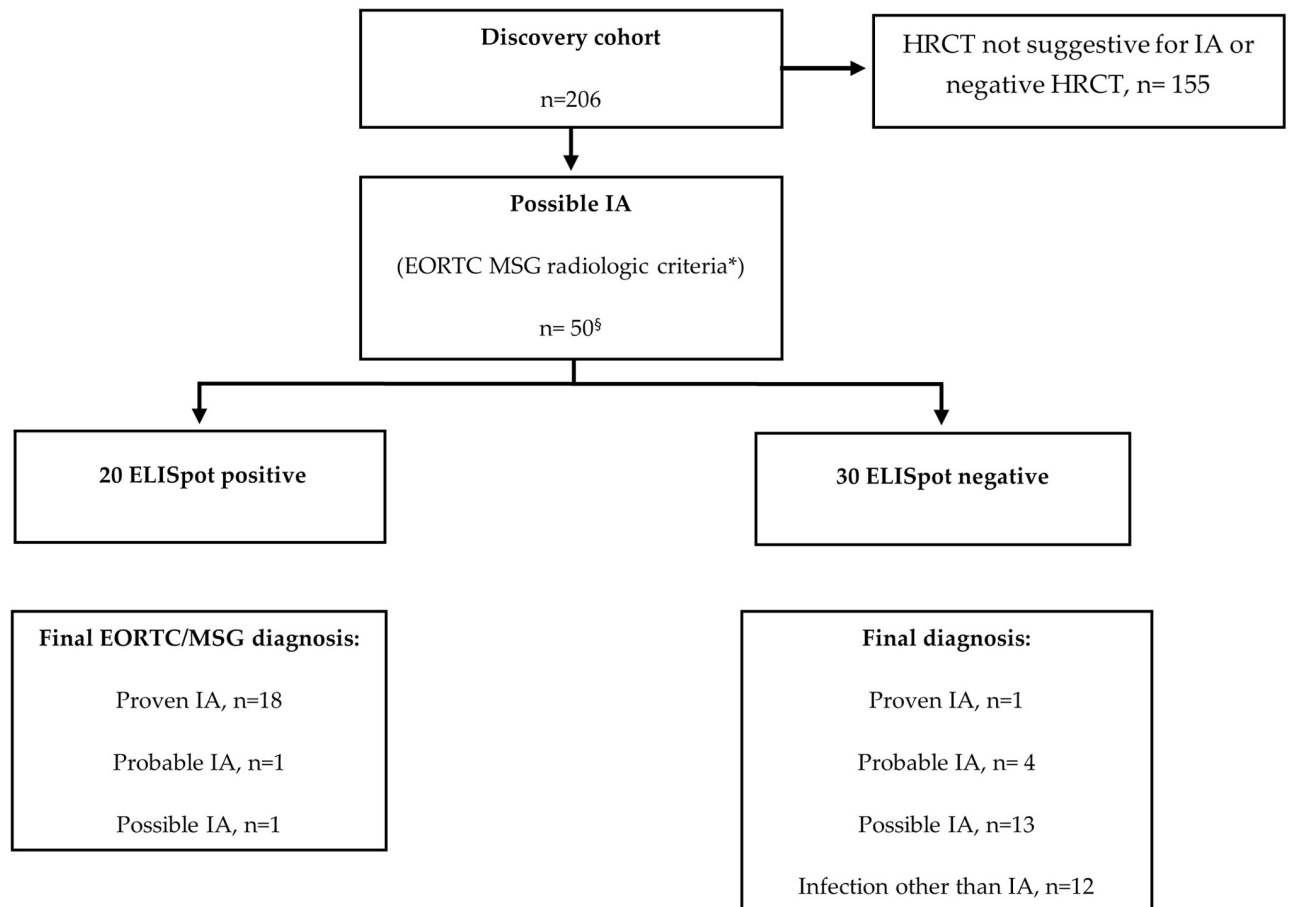 Discovery cohort
n=206
HRCT not suggestive for IA or
negative HRCT, n= 155
Possible IA
(EORTC MSG radiologic criteria*)
n= 50§
20 ELISpot positive
30 ELISpot negative
Final EORTC/MSG diagnosis:
Proven IA, n=18
Probable IA, n=1
Possible IA, n=1
Final diagnosis:
Proven IA, n=1
Probable IA, n= 4
Possible IA, n=13
Infection other than IA, n=12